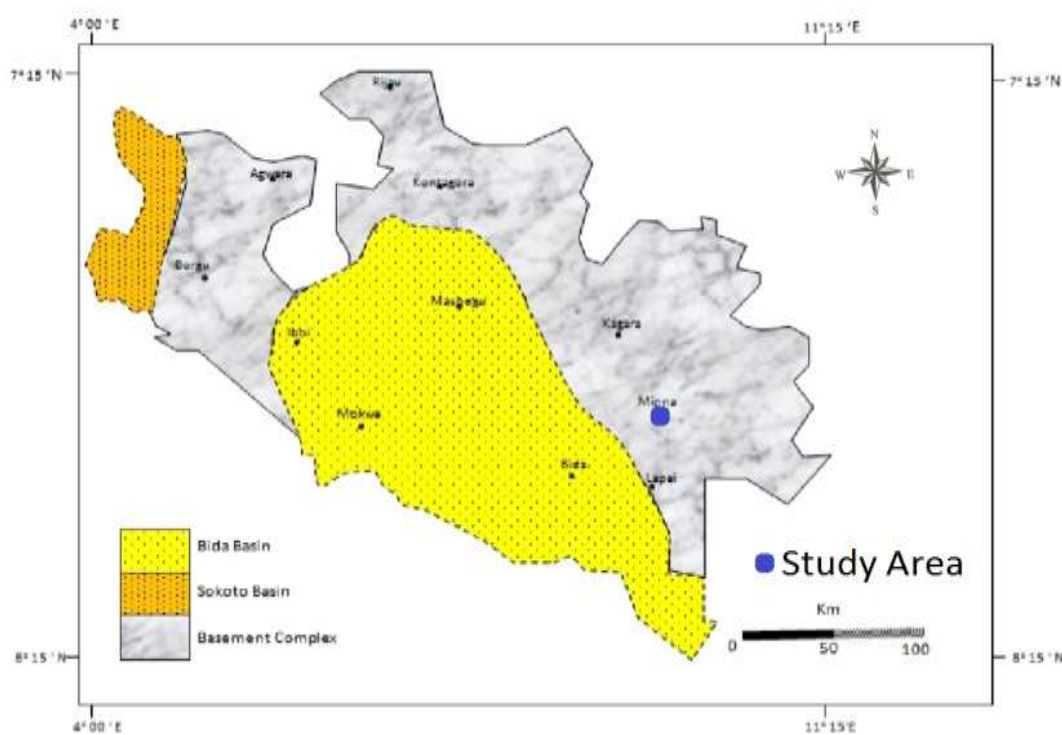 4°00'E
11°15'E
7°15'N
7°15'N
Rijau
N
W
E
S
Agwara
Kontagora
Borgu
Mashegu
Ibbi
Kagara
Minna
Mokwa
Bida
Lapai
Bida Basin
Sokoto Basin
Basement Complex
Study Area
Km
0 50 100
8°15'N
8°15'N
4°00'E
11°15'E